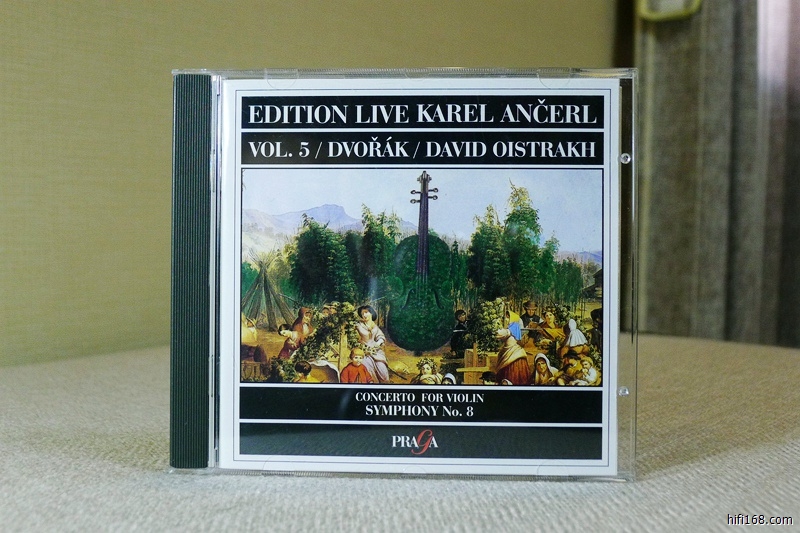 EDITION LIVE KAREL ANČERL
VOL. 5 / DVOŘÁK / DAVID OISTRAKH
CONCERTO FOR VIOLIN
SYMPHONY No. 8
PRAGA
hifi168.com